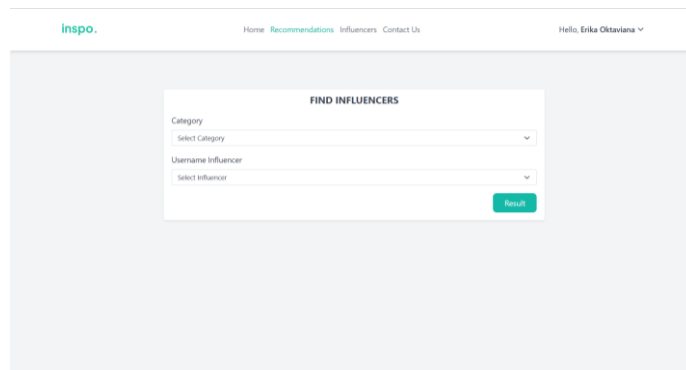 inspo.
Home Recommendations Influencers Contact Us
Hello, Erika Oktaviana
FIND INFLUENCERS
Category
Select Category
Username Influencer
Select Influencer
Result